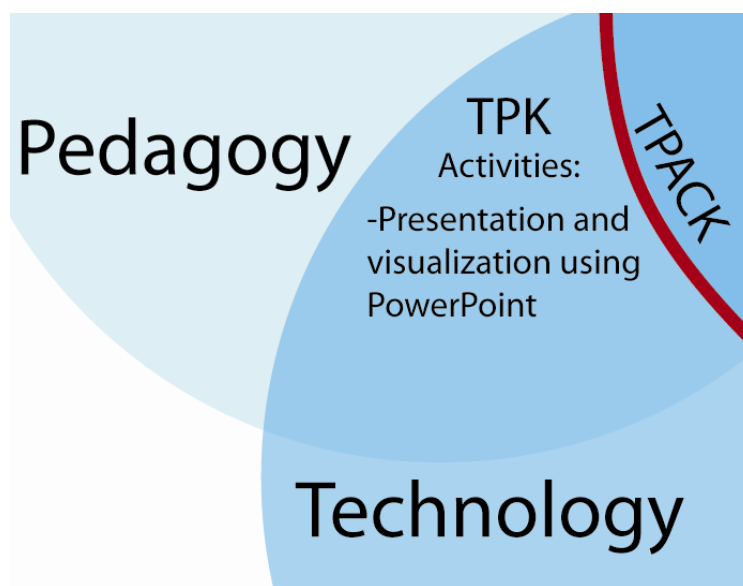 Pedagogy
TPK
Activities:
-Presentation and
visualization using
PowerPoint
TPACK
Technology